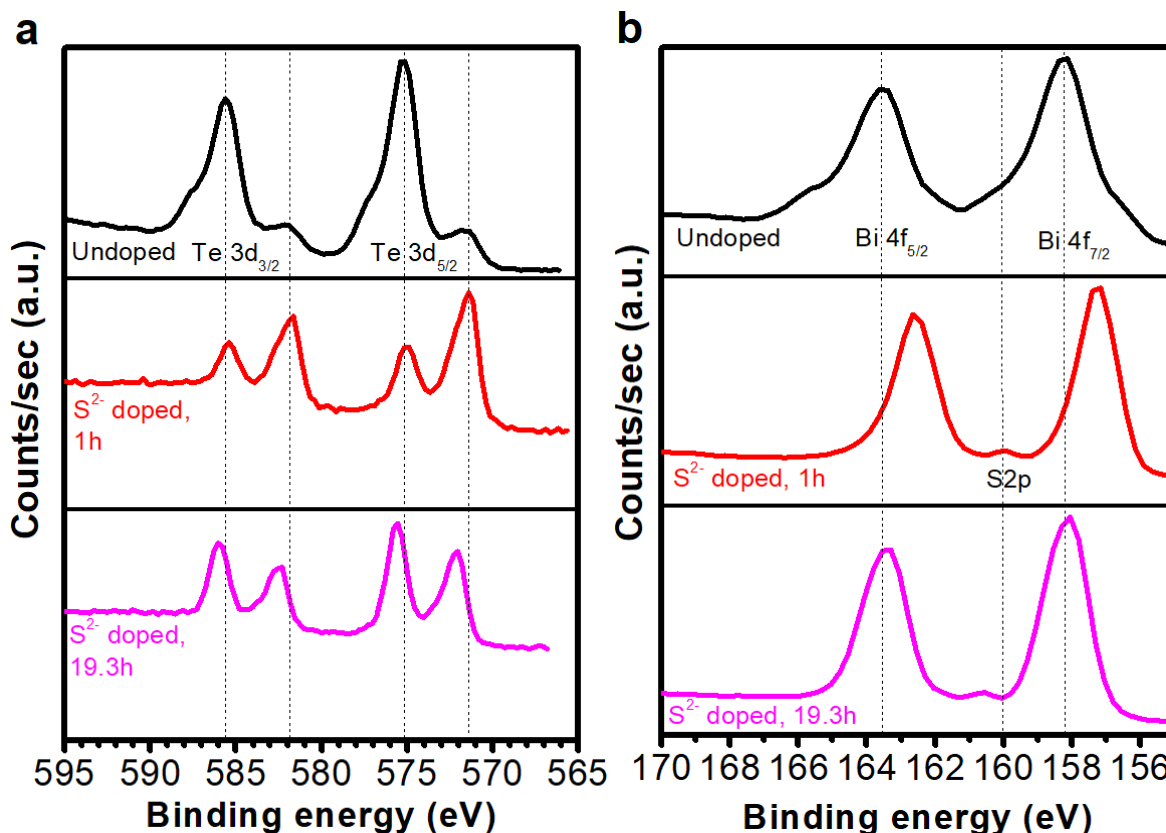 a
Counts/sec (a.u.)
Undoped
Te 3d3/2
Te 3d5/2
S2- doped,
1h
S2- doped,
19.3h
595 590 585 580 575 570 565
Binding energy (eV)
b
Counts/sec (a.u.)
Undoped
Bi 4f5/2
Bi 4f7/2
S2- doped, 1h
S2p
S2- doped, 19.3h
170 168 166 164 162 160 158 156
Binding energy (eV)